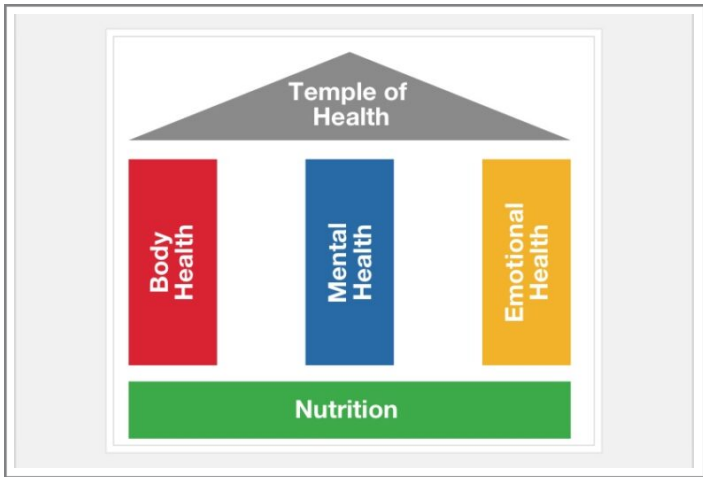 Temple of
Health
Body
Health
Mental
Health
Emotional
Health
Nutrition